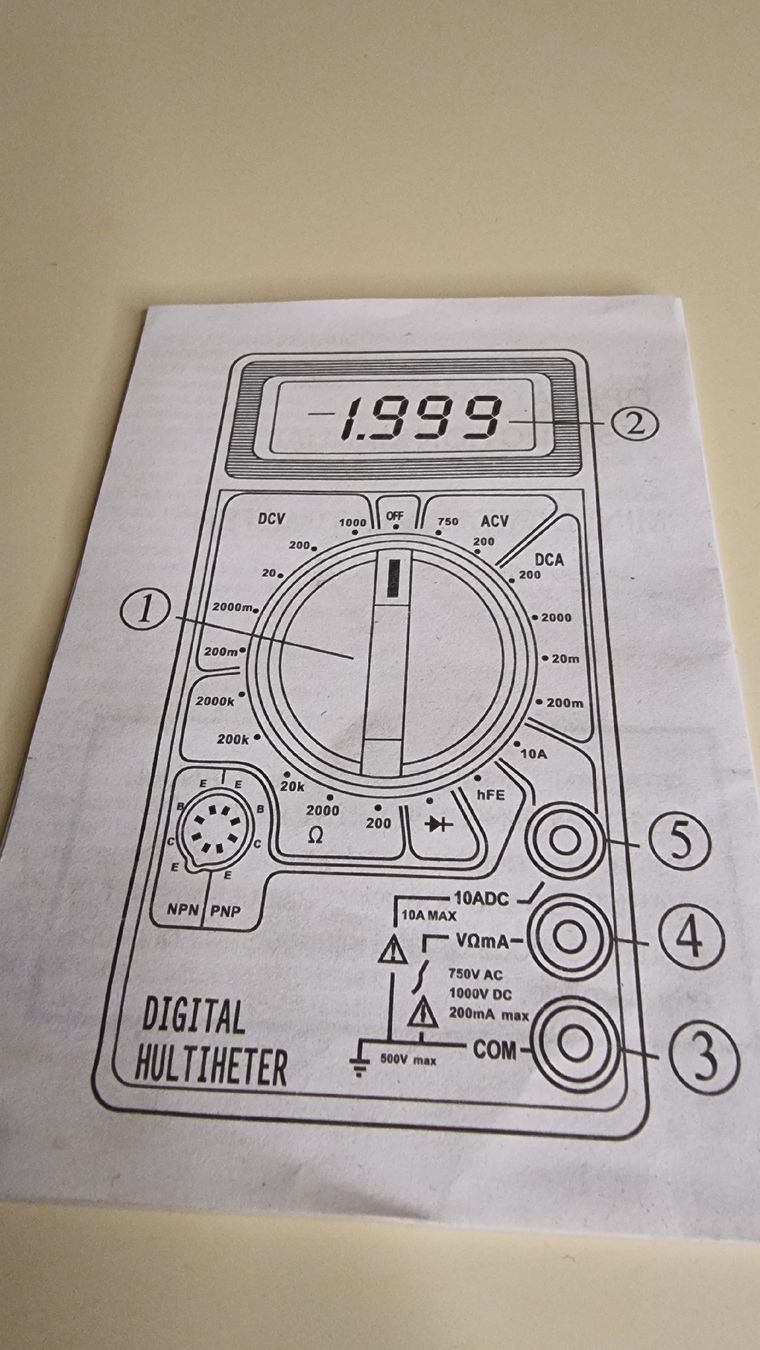 -1.999
②
DCV
1000
OFF
750
ACV
200
200
DCA
20
200
2000m
2000
①
200m
20m
2000k
200m
200k
10A
20k
hFE
2000
200
Ω
E E
B B
C C
E E
NPN PNP
⑤
10ADC
10A MAX
VΩmA
④
750V AC
1000V DC
200mA max
COM
③
500V max
DIGITAL
HULTIHETER